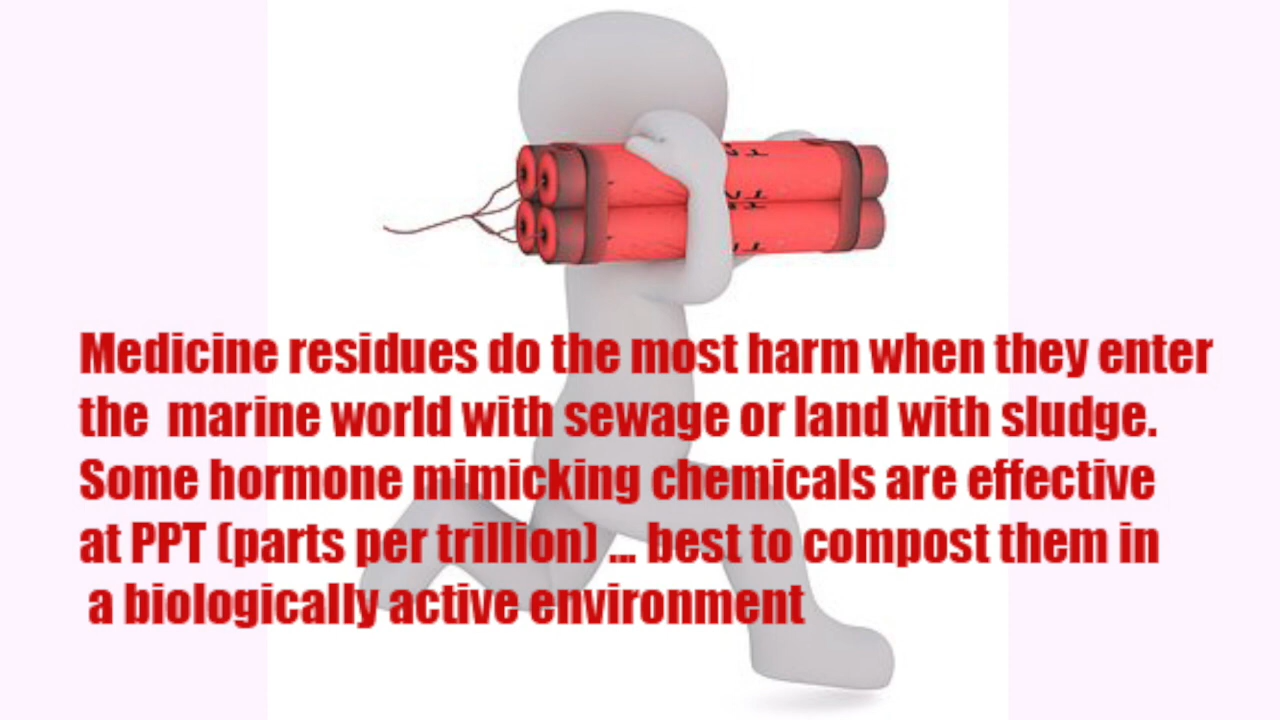 Medicine residues do the most harm when they enter
the marine world with sewage or land with sludge.
Some hormone mimicking chemicals are effective
at PPT (parts per trillion) ... best to compost them in
a biologically active environment